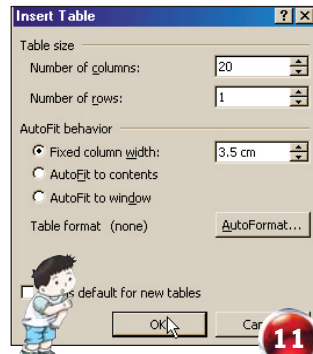 Insert Table
Table size
Number of columns: 20
Number of rows: 1
AutoFit behavior
Fixed column width: 3.5 cm
AutoFit to contents
AutoFit to window
Table format (none) AutoFormat...
default for new tables
OK
11